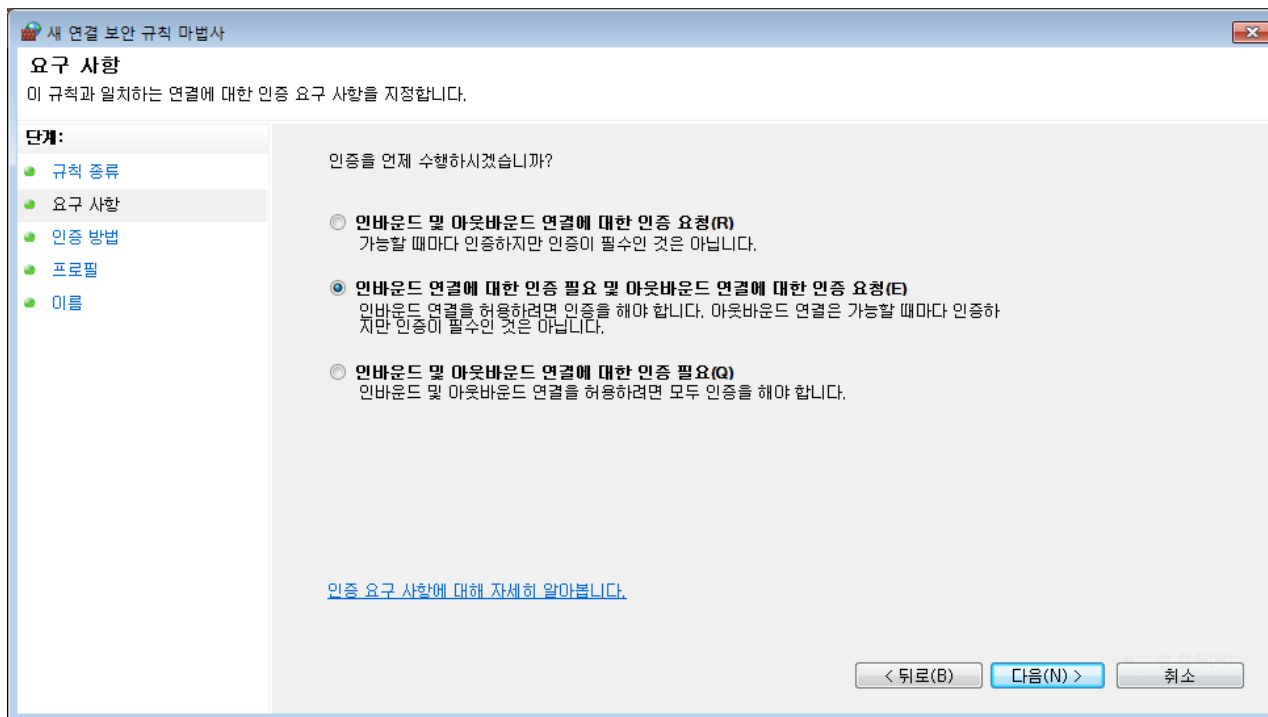 새 연결 보안 규칙 마법사
요구 사항
이 규칙과 일치하는 연결에 대한 인증 요구 사항을 지정합니다.
단계:
규칙 종류
요구 사항
인증 방법
프로필
이름
인증을 언제 수행하시겠습니까?
인바운드 및 아웃바운드 연결에 대한 인증 요청(R)
가능할 때마다 인증하지만 인증이 필수인 것은 아닙니다.
인바운드 연결에 대한 인증 필요 및 아웃바운드 연결에 대한 인증 요청(E)
인바운드 연결을 허용하려면 인증을 해야 합니다. 아웃바운드 연결은 가능할 때마다 인증하
지만 인증이 필수인 것은 아닙니다.
인바운드 및 아웃바운드 연결에 대한 인증 필요(Q)
인바운드 및 아웃바운드 연결을 허용하려면 모두 인증을 해야 합니다.
인증 요구 사항에 대해 자세히 알아봅니다.
< 뒤로(B)
다음(N) >
취소